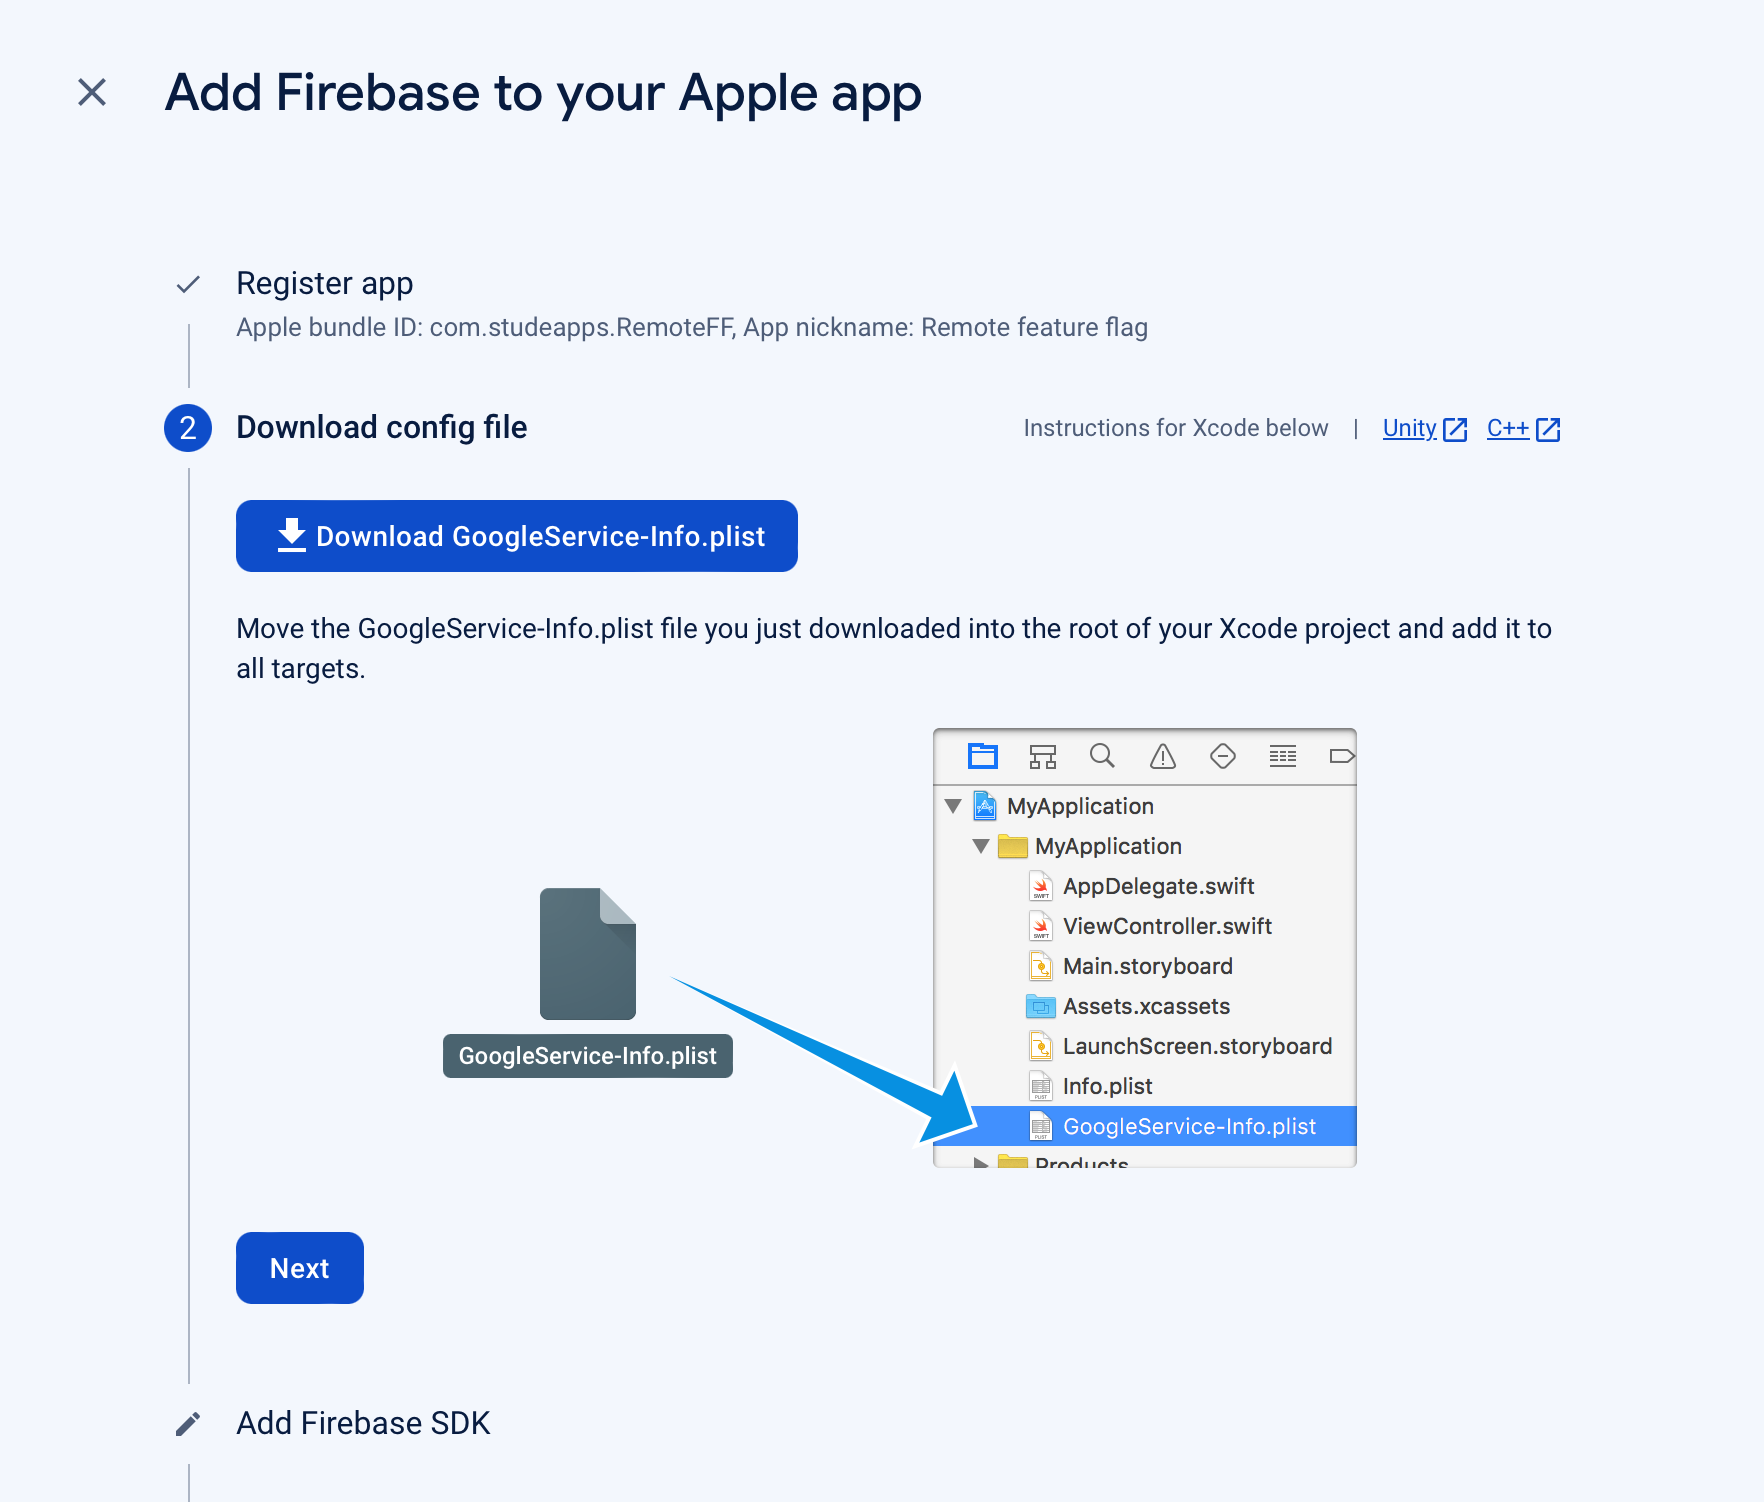 Add Firebase to your Apple app
Register app
Apple bundle ID: com.studeapps.RemoteFF, App nickname: Remote feature flag
2 Download config file
Instructions for Xcode below | Unity C++
Download GoogleService-Info.plist
Move the GoogleService-Info.plist file you just downloaded into the root of your Xcode project and add it to
all targets.
GoogleService-Info.plist
MyApplication
MyApplication
SWIFT AppDelegate.swift
SWIFT ViewController.swift
Main.storyboard
Assets.xcassets
LaunchScreen.storyboard
PLIST Info.plist
PLIST GoogleService-Info.plist
Products
Next
Add Firebase SDK